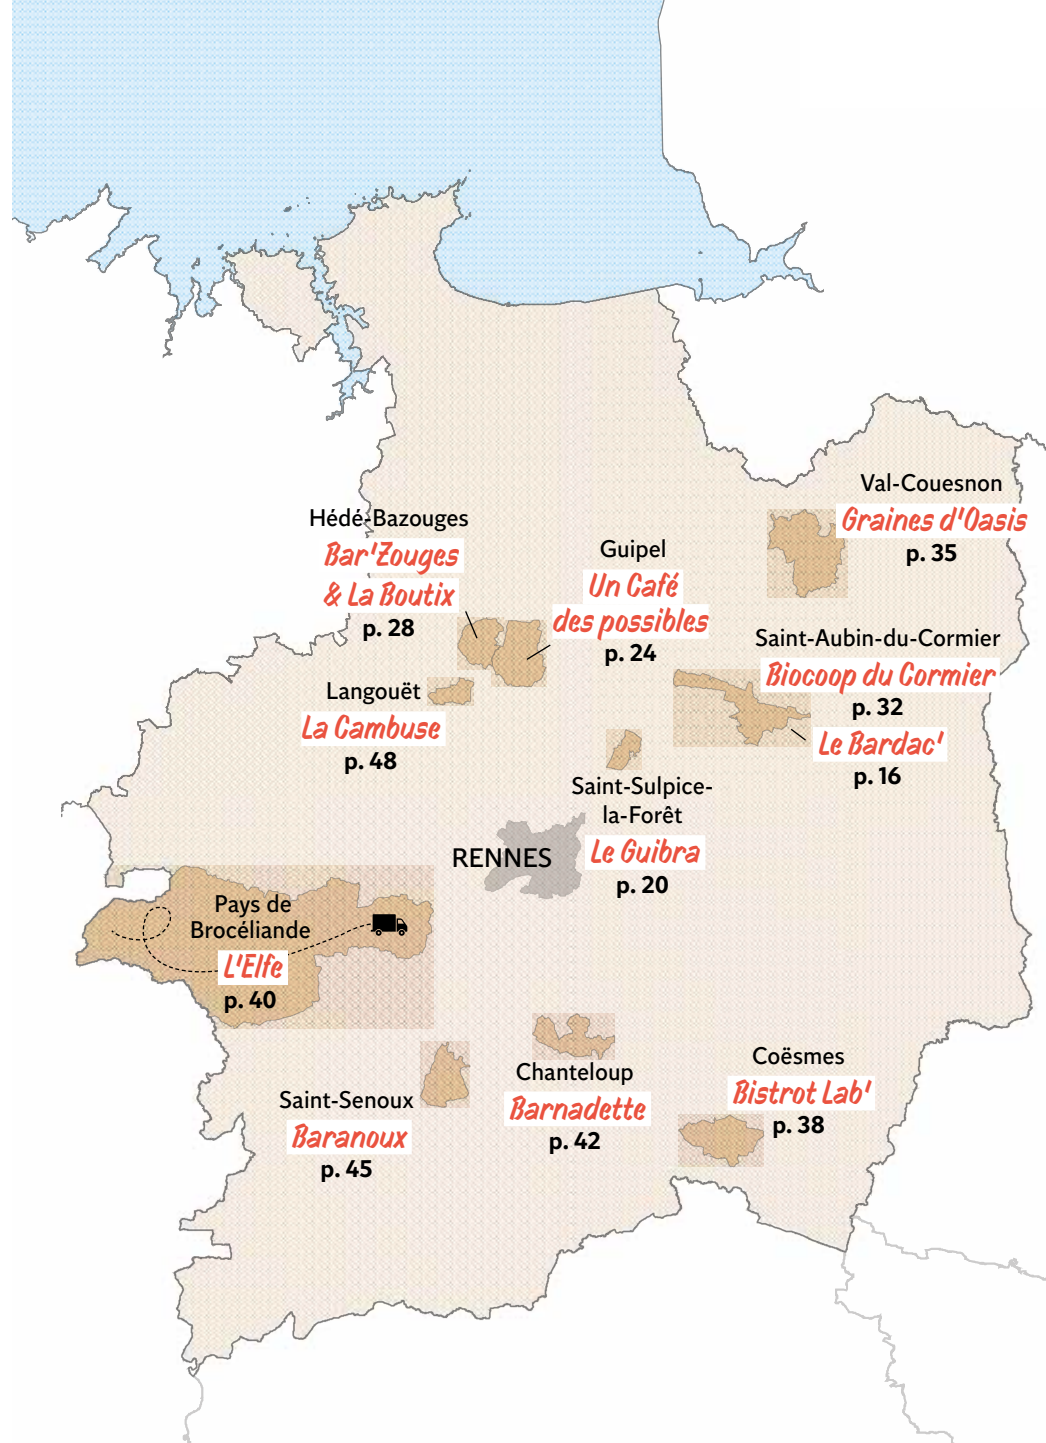 Val-Couesnon
Graines d'Oasis
p. 35
Hédé-Bazouges
Bar'Zouges
& La Boutix
p. 28
Guipel
Un Café
des possibles
p. 24
Saint-Aubin-du-Cormier
Biocoop du Cormier
p. 32
Le Bardac'
p. 16
Langouët
La Cambuse
p. 48
Saint-Sulpice-
la-Forêt
Le Guibra
p. 20
RENNES
Pays de
Brocéliande
L'Elfe
p. 40
Chanteloup
Barnadette
p. 42
Coësmes
Bistrot Lab'
p. 38
Saint-Senoux
Baranoux
p. 45